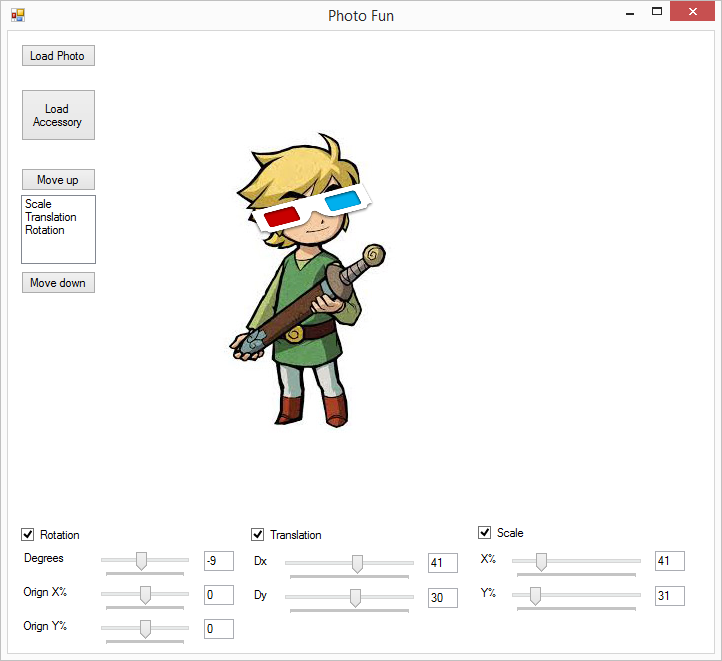 Photo Fun
Load Photo
Load
Accessory
Move up
Scale
Translation
Rotation
Move down
Rotation
Degrees
-9
Orign X%
0
Orign Y%
0
Translation
Dx
41
Dy
30
Scale
X%
41
Y%
31